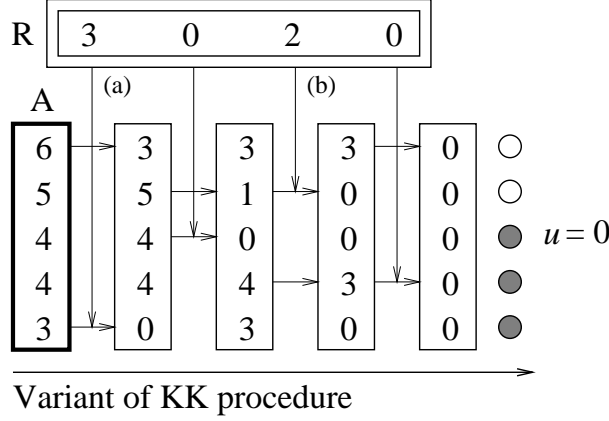 R 3 0 2 0
(a) (b)
A
6 3 3 3 0
5 5 1 0 0
4 4 0 0 0
4 4 4 3 0
3 0 3 0 0
u = 0
Variant of KK procedure